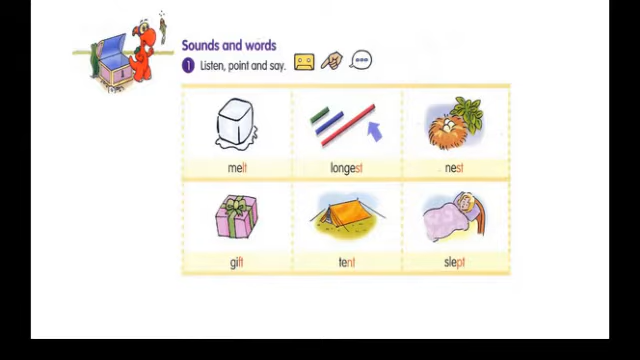 Sounds and words
1 Listen, point and say.
melt longest nest
gift tent slept